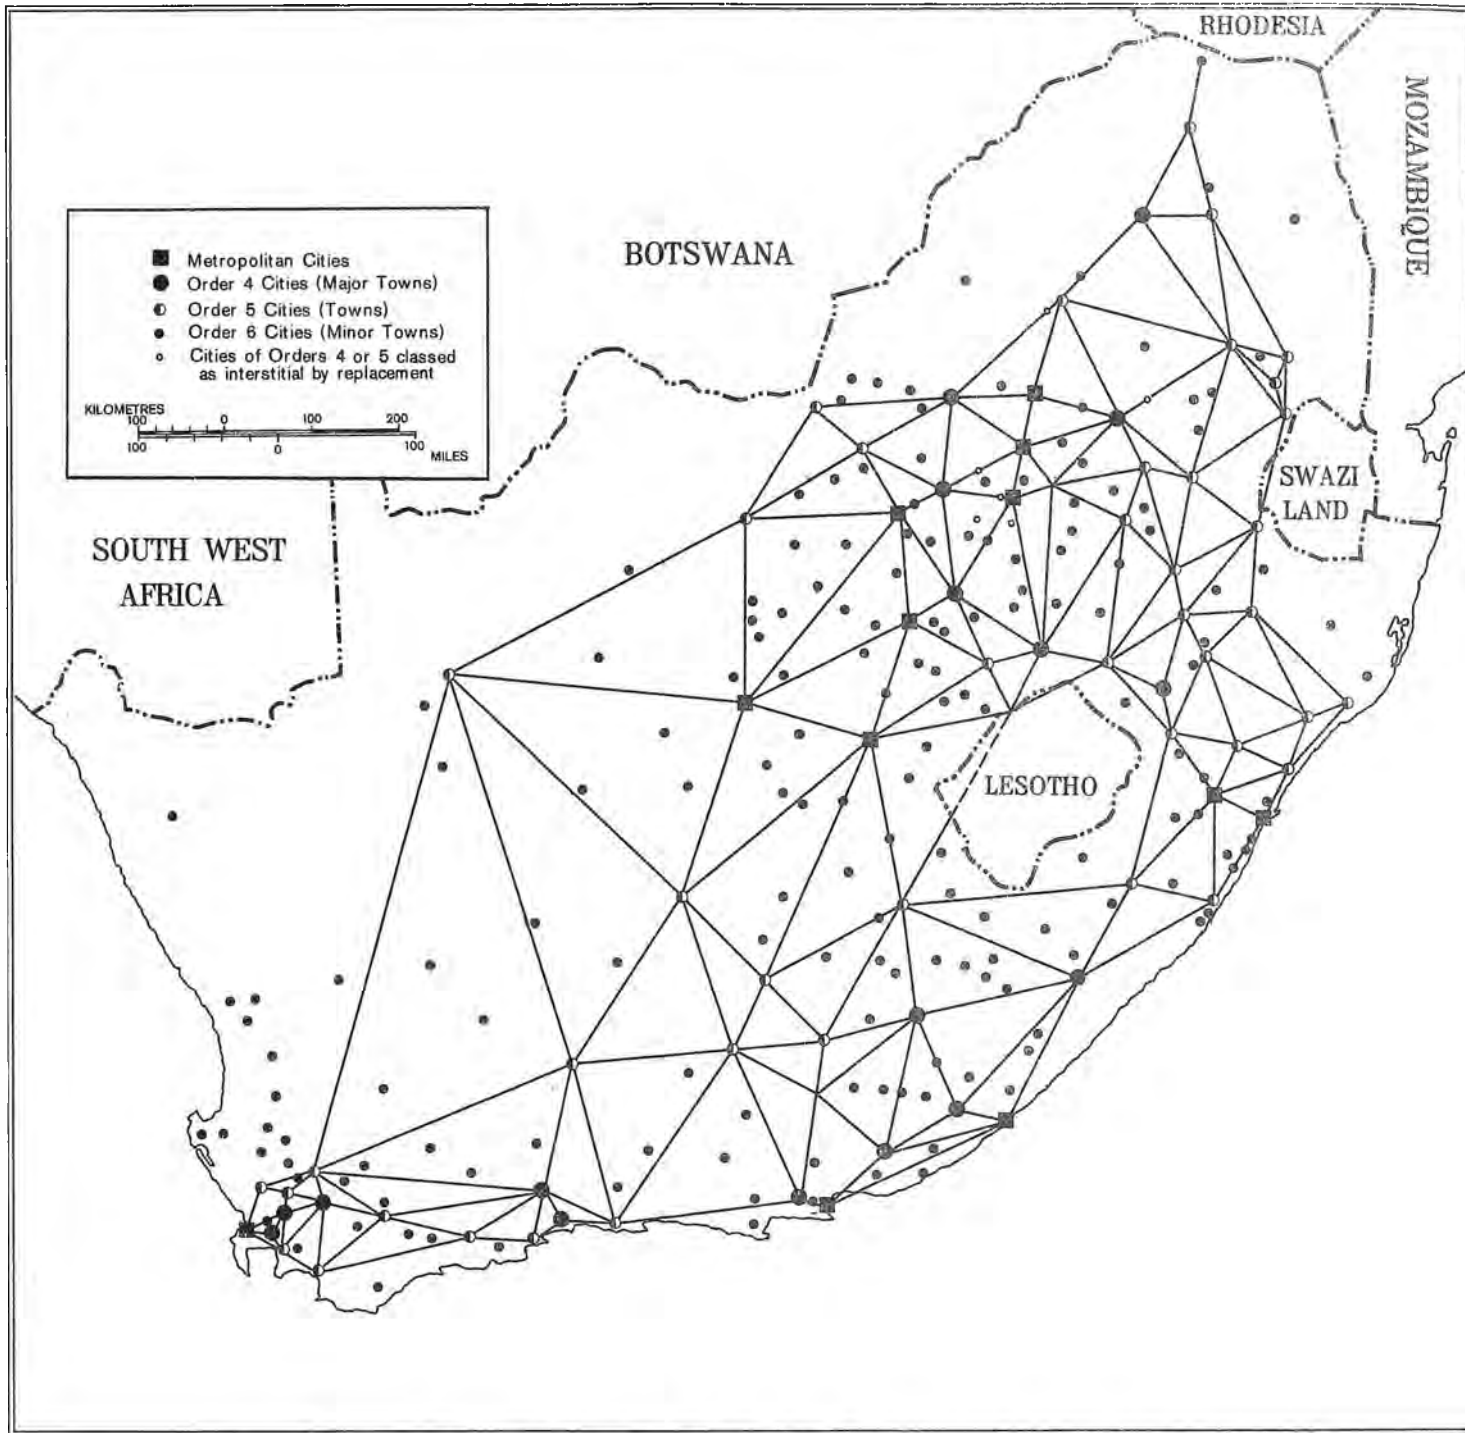 RHODESIA
MOZAMBIQUE
BOTSWANA
Metropolitan Cities
Order 4 Cities (Major Towns)
Order 5 Cities (Towns)
Order 6 Cities (Minor Towns)
Cities of Orders 4 or 5 classed
as interstitial by replacement
KILOMETRES
100 0 100 200
100 0 100
MILES
SWAZI
LAND
SOUTH WEST
AFRICA
LESOTHO